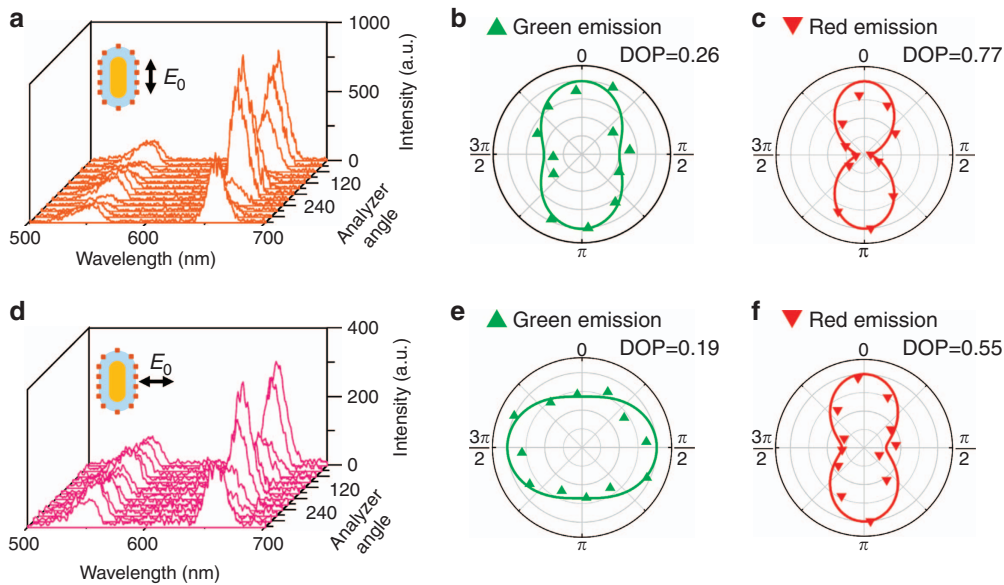 a
1000
500
0
Intensity (a.u.)
E0
120
240
Analyzer angle
500
600
700
Wavelength (nm)
b
Green emission
0
DOP=0.26
3π/2
π/2
π
c
Red emission
0
DOP=0.77
3π/2
π/2
π
d
400
200
0
Intensity (a.u.)
E0
120
240
Analyzer angle
500
600
700
Wavelength (nm)
e
Green emission
0
DOP=0.19
3π/2
π/2
π
f
Red emission
0
DOP=0.55
3π/2
π/2
π